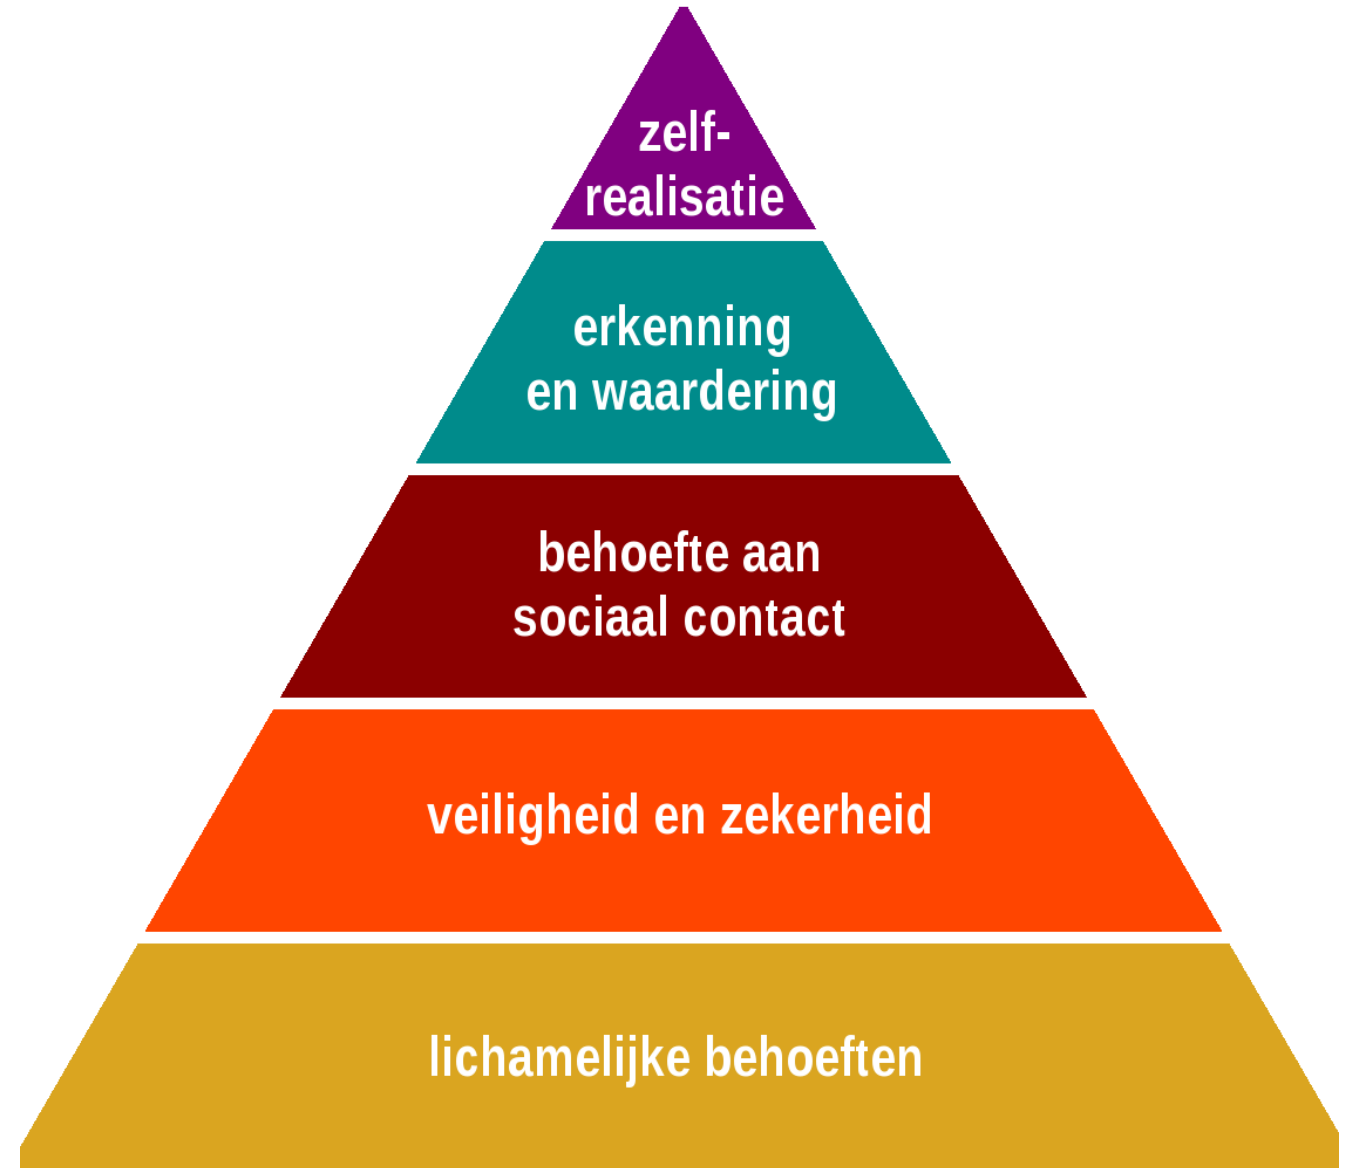 zelf-
realisatie
erkenning
en waardering
behoefte aan
sociaal contact
veiligheid en zekerheid
lichamelijke behoeften